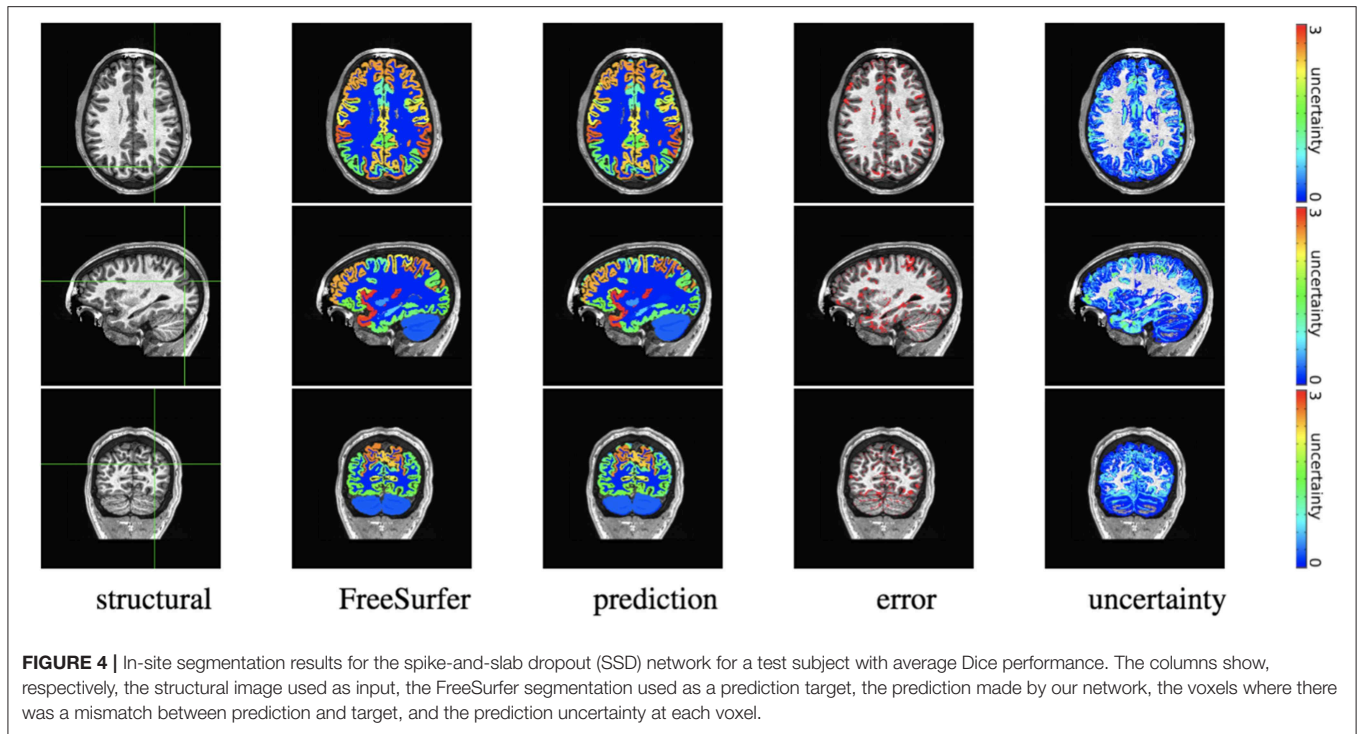 3
uncertainty
0
3
uncertainty
0
3
uncertainty
0
structural
FreeSurfer
prediction
error
uncertainty
FIGURE 4 | In-site segmentation results for the spike-and-slab dropout (SSD) network for a test subject with average Dice performance. The columns show,
respectively, the structural image used as input, the FreeSurfer segmentation used as a prediction target, the prediction made by our network, the voxels where there
was a mismatch between prediction and target, and the prediction uncertainty at each voxel.